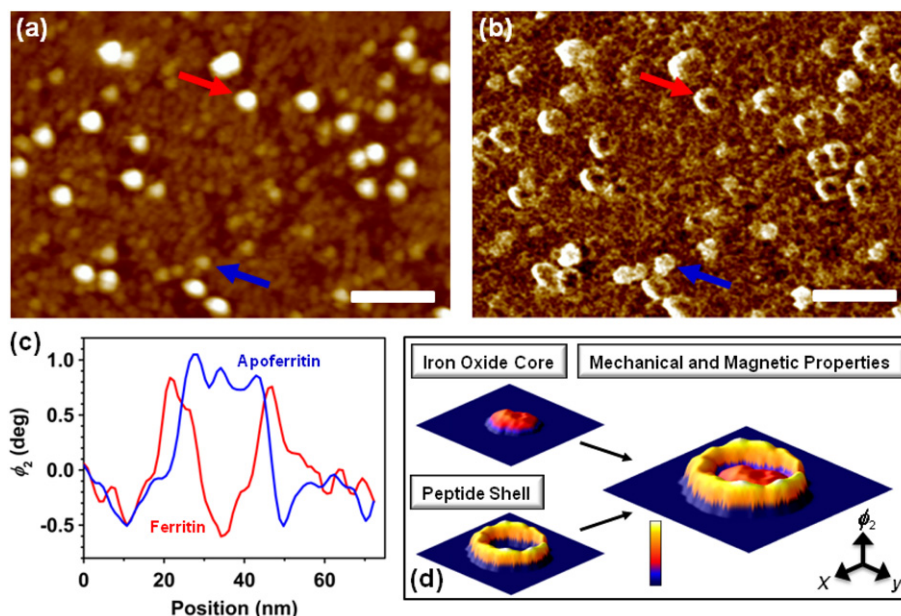 (a)
(b)
(c)
1.0
0.5
0.0
-0.5
ϕ2 (deg)
Apoferritin
Ferritin
0 20 40 60
Position (nm)
Iron Oxide Core
Mechanical and Magnetic Properties
Peptide Shell
(d)
ϕ2
x
y